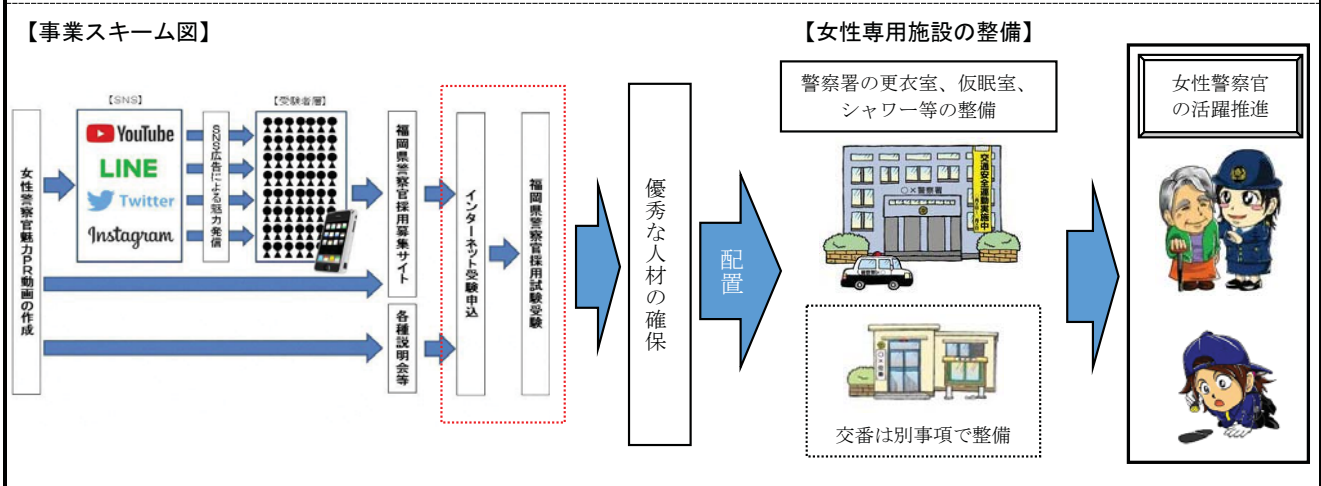 【事業スキーム図】
【女性専用施設の整備】
女性警察官魅力PR動画の作成
【SNS】
YouTube
LINE
Twitter
Instagram
SNS広告による魅力発信
【受験者層】
福岡県警察官採用募集サイト
各種説明会等
インターネット受験申込
福岡県警察官採用試験受験
優秀な人材の確保
配置
警察署の更衣室、仮眠室、
シャワー等の整備
○×警察署
交通安全運動実施中
交番は別事項で整備
女性警察官
の活躍推進